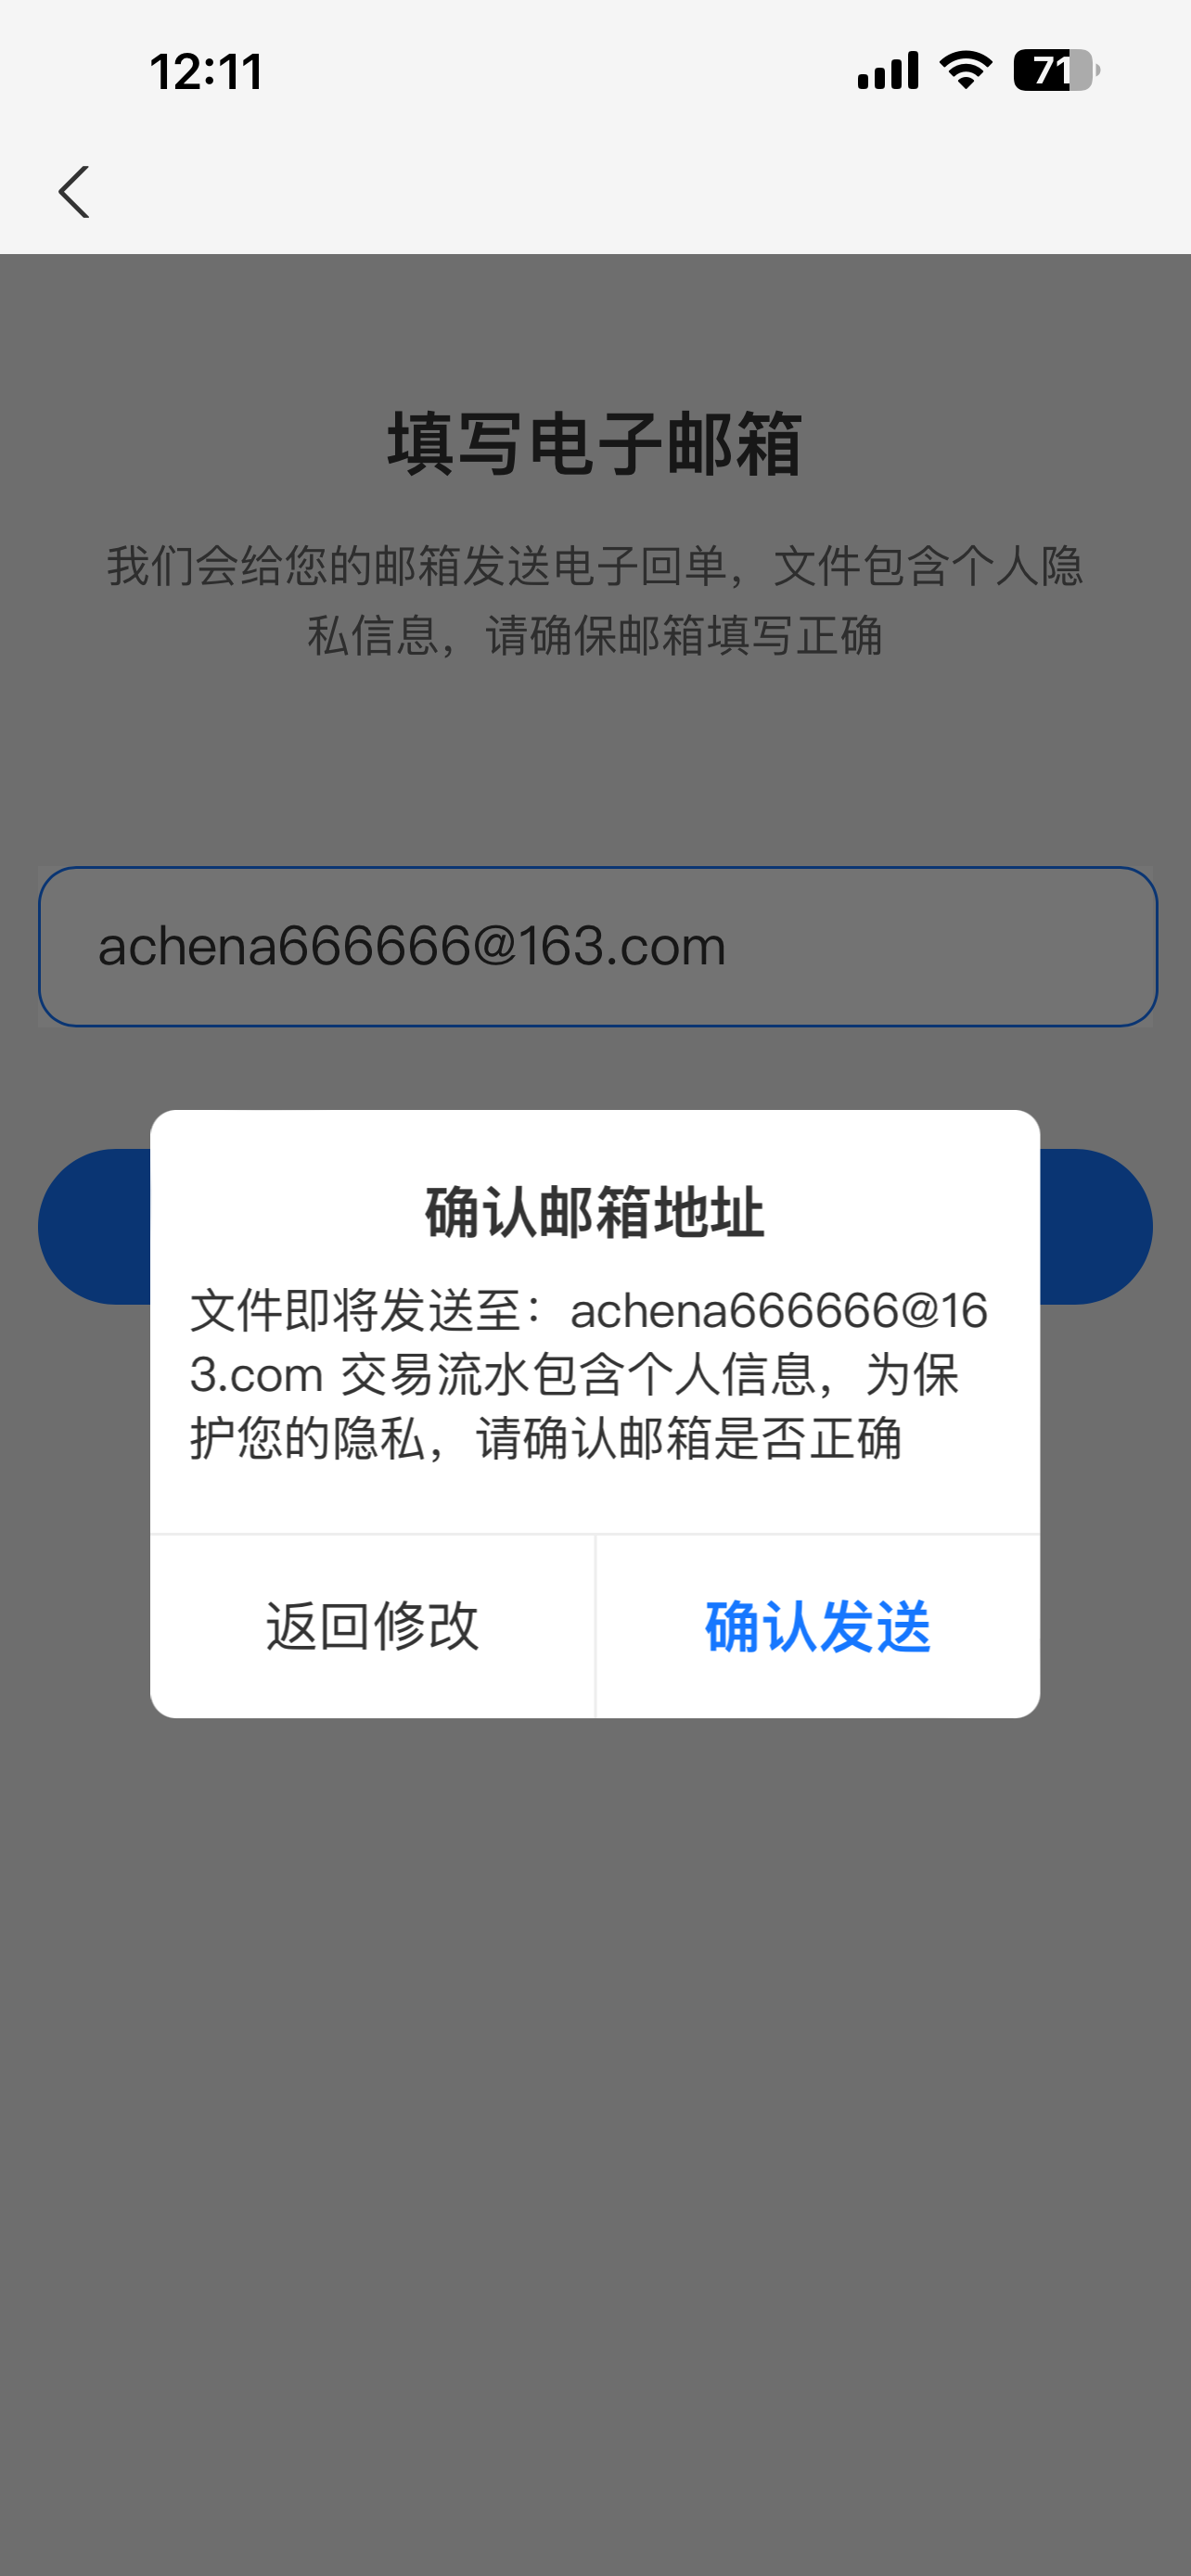 12:11
71
填写电子邮箱
我们会给您的邮箱发送电子回单，文件包含个人隐
私信息，请确保邮箱填写正确
achena666666@163.com
确认邮箱地址
文件即将发送至：achena666666@16
3.com 交易流水包含个人信息，为保
护您的隐私，请确认邮箱是否正确
返回修改 确认发送